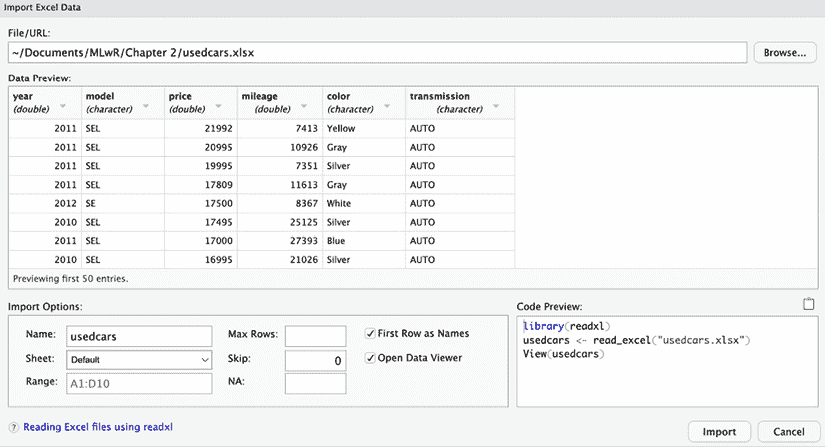 Import Excel Data
File/URL:
~/Documents/MLwR/Chapter 2/usedcars.xlsx
Browse...
Data Preview:
year model price mileage color transmission
(double) (character) (double) (double) (character) (character)
2011 SEL 21992 7413 Yellow AUTO
2011 SEL 20995 10926 Gray AUTO
2011 SEL 19995 7351 Silver AUTO
2011 SEL 17809 11613 Gray AUTO
2012 SE 17500 8367 White AUTO
2010 SEL 17495 25125 Silver AUTO
2011 SEL 17000 27393 Blue AUTO
2010 SEL 16995 21026 Silver AUTO
Previewing first 50 entries.
Import Options:
Name: usedcars Max Rows: First Row as Names
Sheet: Default Skip: 0 Open Data Viewer
Range: A1:D10 NA:
Code Preview:
library(readxl)
usedcars <- read_excel("usedcars.xlsx")
View(usedcars)
? Reading Excel files using readxl
Import Cancel